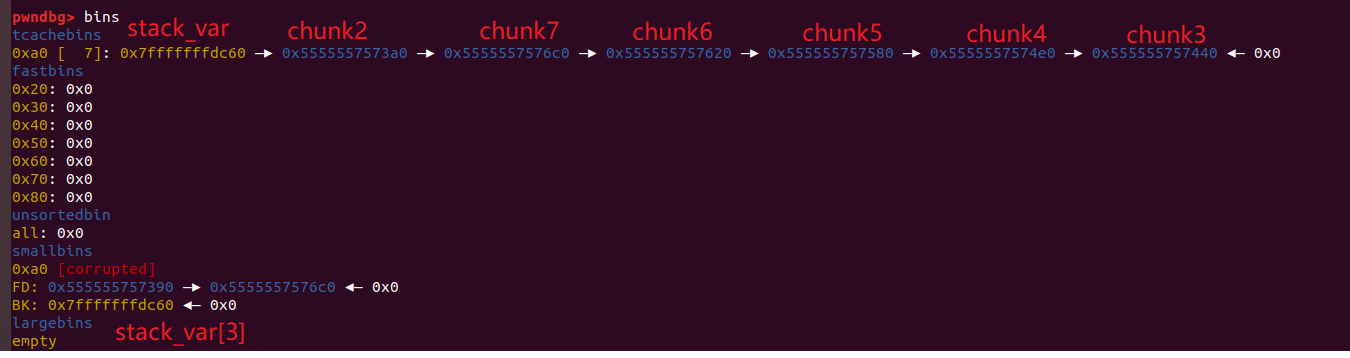 pwndbg> bins
stack_var chunk2 chunk7 chunk6 chunk5 chunk4 chunk3
tcachebins
0xa0 [  7]: 0x7fffffffdc60 —▸ 0x5555557573a0 —▸ 0x5555557576c0 —▸ 0x555555757620 —▸ 0x555555757580 —▸ 0x5555557574e0 —▸ 0x555555757440 ◂— 0x0
fastbins
0x20: 0x0
0x30: 0x0
0x40: 0x0
0x50: 0x0
0x60: 0x0
0x70: 0x0
0x80: 0x0
unsortedbin
all: 0x0
smallbins
0xa0 [corrupted]
FD: 0x555555757390 —▸ 0x5555557576c0 ◂— 0x0
BK: 0x7fffffffdc60 ◂— 0x0
largebins
stack_var[3]
empty